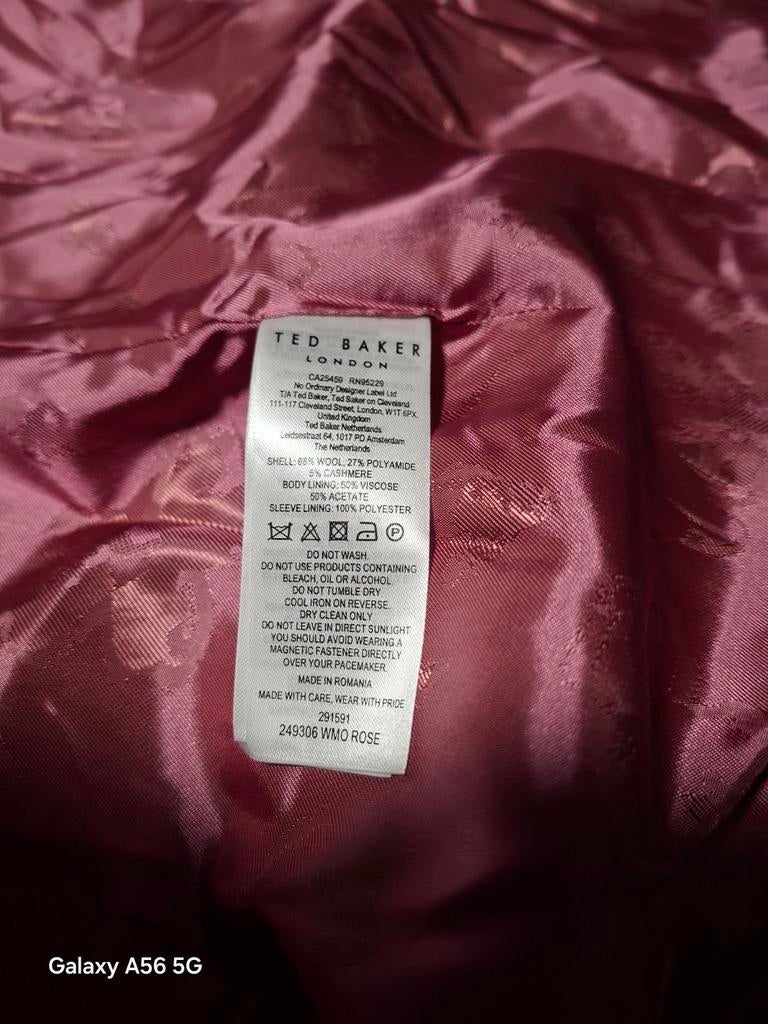 TED BAKER
LONDON
CA25459 RN95229
No Ordinary Designer Label Ltd
T/A Ted Baker, Ted Baker on Cleveland
111-117 Cleveland Street, London, W1T 6PX,
United Kingdom
Ted Baker Netherlands
Leidsestraat 64, 1017 PD Amsterdam
The Netherlands
SHELL: 68% WOOL, 27% POLYAMIDE
5% CASHMERE
BODY LINING: 50% VISCOSE
50% ACETATE
SLEEVE LINING: 100% POLYESTER
P
DO NOT WASH.
DO NOT USE PRODUCTS CONTAINING
BLEACH, OIL OR ALCOHOL.
DO NOT TUMBLE DRY
COOL IRON ON REVERSE.
DRY CLEAN ONLY
DO NOT LEAVE IN DIRECT SUNLIGHT
YOU SHOULD AVOID WEARING A
MAGNETIC FASTENER DIRECTLY
OVER YOUR PACEMAKER.
MADE IN ROMANIA
MADE WITH CARE, WEAR WITH PRIDE
291591
249306 WMO ROSE
Galaxy A56 5G